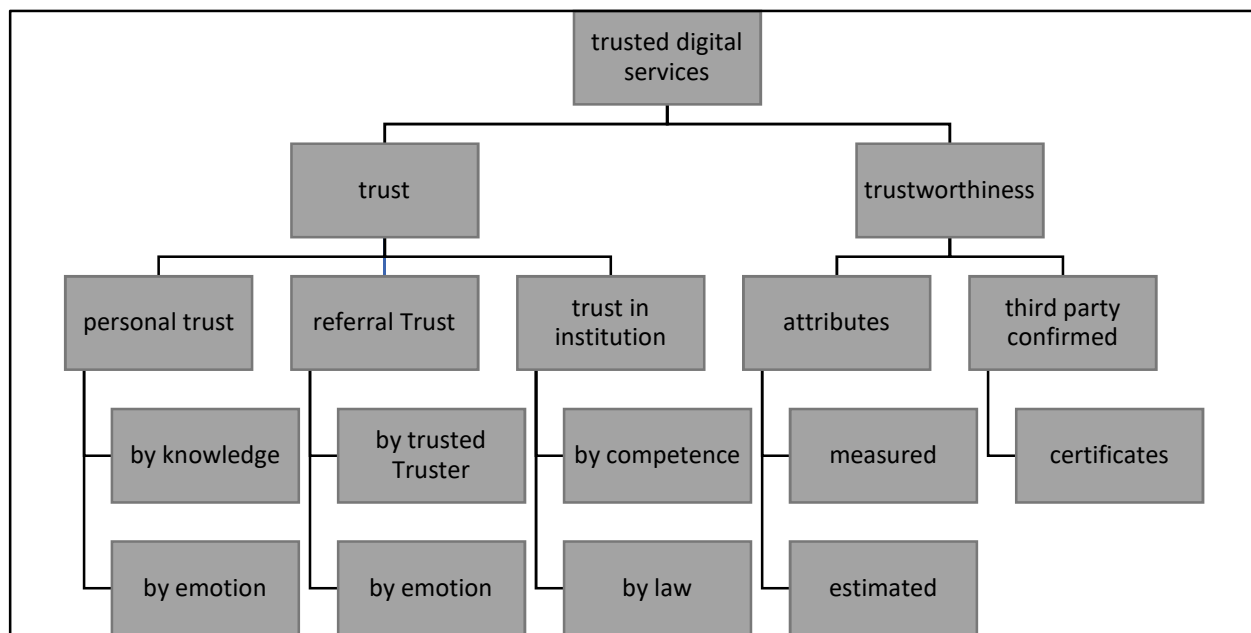 trusted digital
services
trust
trustworthiness
personal trust
referral Trust
trust in
institution
attributes
third party
confirmed
by knowledge
by trusted
Truster
by competence
measured
certificates
by emotion
by emotion
by law
estimated